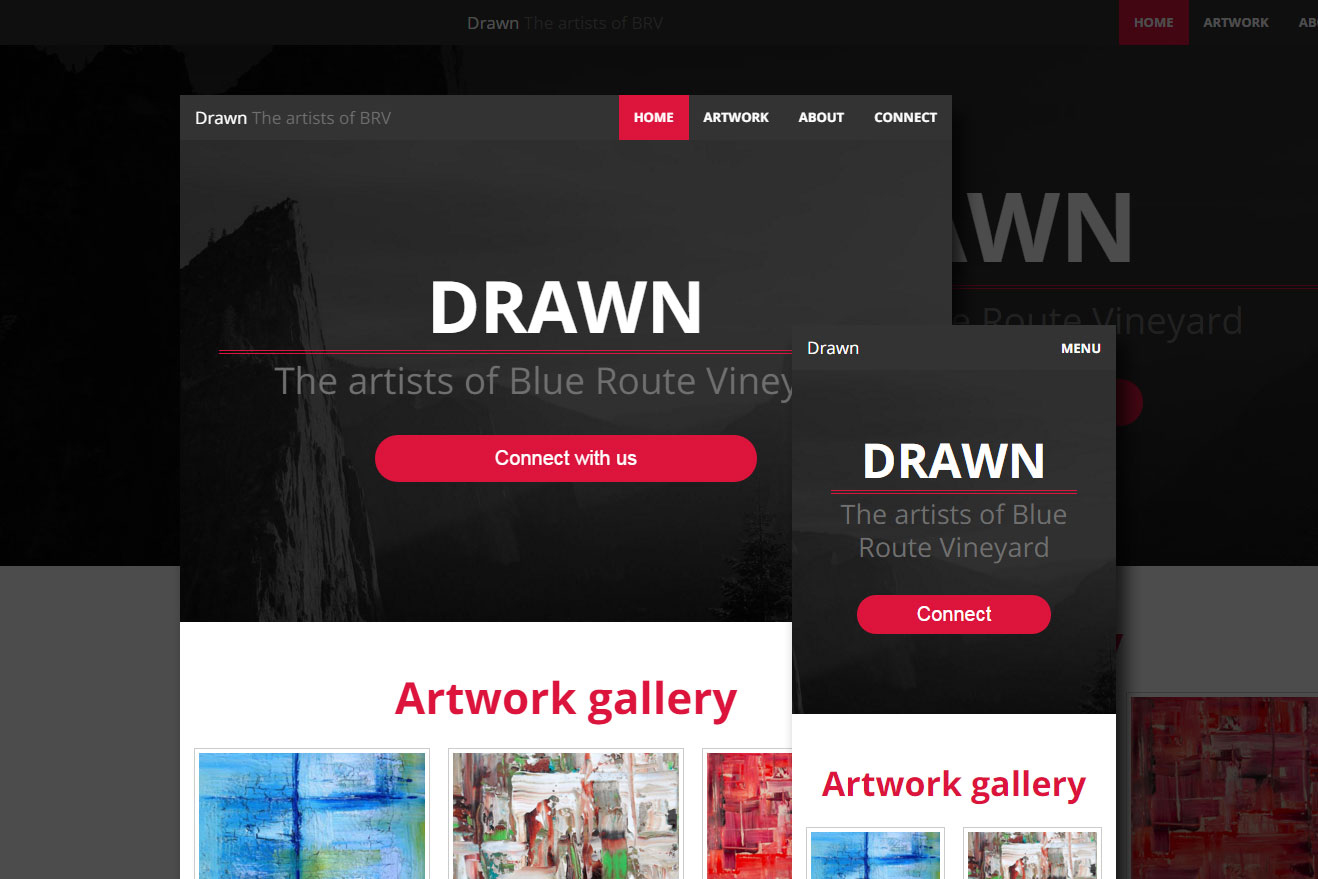 Drawn The artists of BRV
HOME ARTWORK AB
AWN
e Route Vineyard
Drawn The artists of BRV
HOME ARTWORK ABOUT CONNECT
DRAWN
The artists of Blue Route Viney
Connect with us
Artwork gallery
Drawn
MENU
DRAWN
The artists of Blue
Route Vineyard
Connect
Artwork gallery